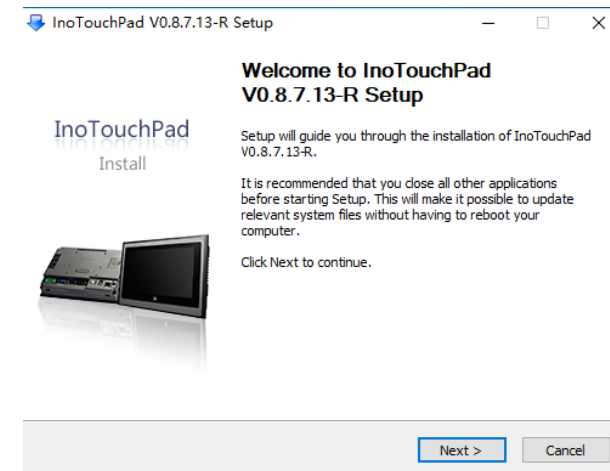 InoTouchPad V0.8.7.13-R Setup
InoTouchPad
Install
Welcome to InoTouchPad
V0.8.7.13-R Setup
Setup will guide you through the installation of InoTouchPad
V0.8.7.13-R.
It is recommended that you close all other applications
before starting Setup. This will make it possible to update
relevant system files without having to reboot your
computer.
Click Next to continue.
Next >
Cancel